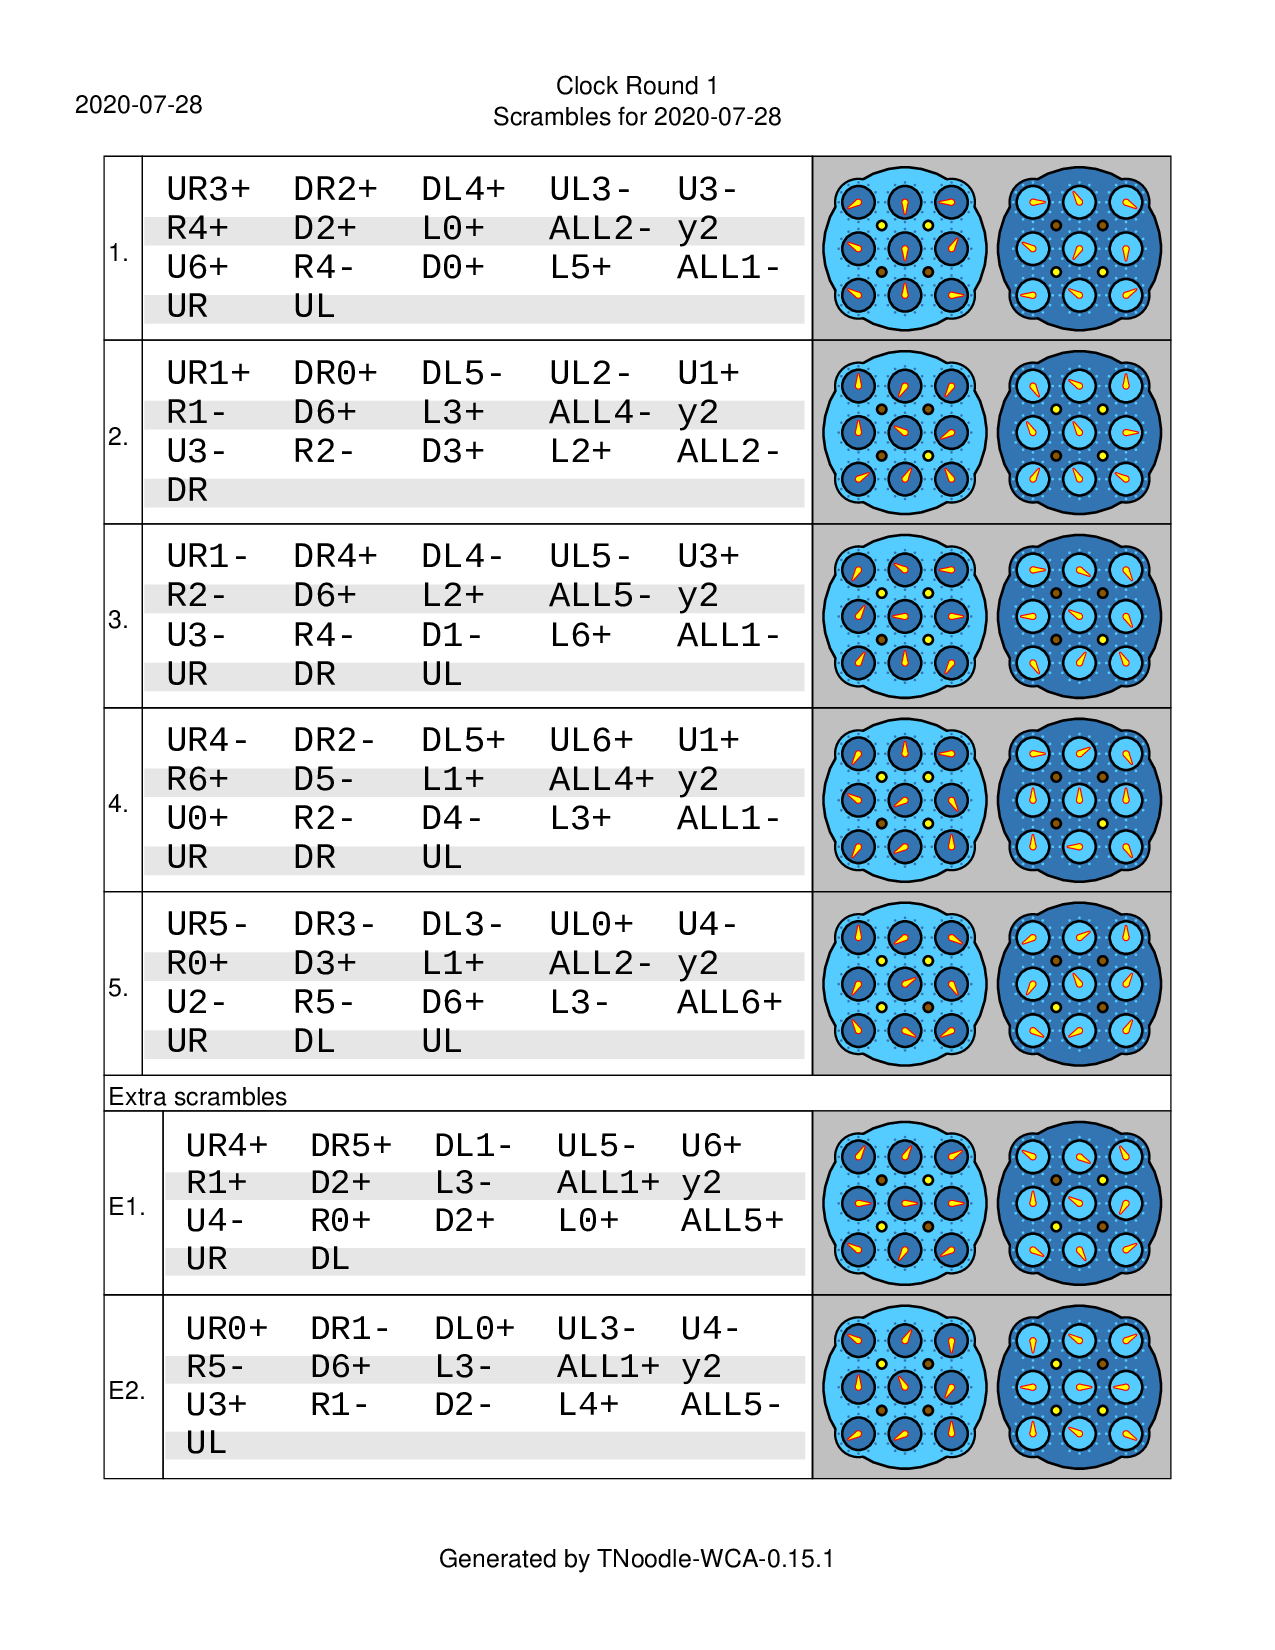 2020-07-28
Clock Round 1
Scrambles for 2020-07-28
1.
UR3+ DR2+ DL4+ UL3- U3-
R4+ D2+ L0+ ALL2- y2
U6+ R4- D0+ L5+ ALL1-
UR UL
2.
UR1+ DR0+ DL5- UL2- U1+
R1- D6+ L3+ ALL4- y2
U3- R2- D3+ L2+ ALL2-
DR
3.
UR1- DR4+ DL4- UL5- U3+
R2- D6+ L2+ ALL5- y2
U3- R4- D1- L6+ ALL1-
UR DR UL
4.
UR4- DR2- DL5+ UL6+ U1+
R6+ D5- L1+ ALL4+ y2
U0+ R2- D4- L3+ ALL1-
UR DR UL
5.
UR5- DR3- DL3- UL0+ U4-
R0+ D3+ L1+ ALL2- y2
U2- R5- D6+ L3- ALL6+
UR DL UL
Extra scrambles
E1.
UR4+ DR5+ DL1- UL5- U6+
R1+ D2+ L3- ALL1+ y2
U4- R0+ D2+ L0+ ALL5+
UR DL
E2.
UR0+ DR1- DL0+ UL3- U4-
R5- D6+ L3- ALL1+ y2
U3+ R1- D2- L4+ ALL5-
UL
Generated by TNoodle-WCA-0.15.1